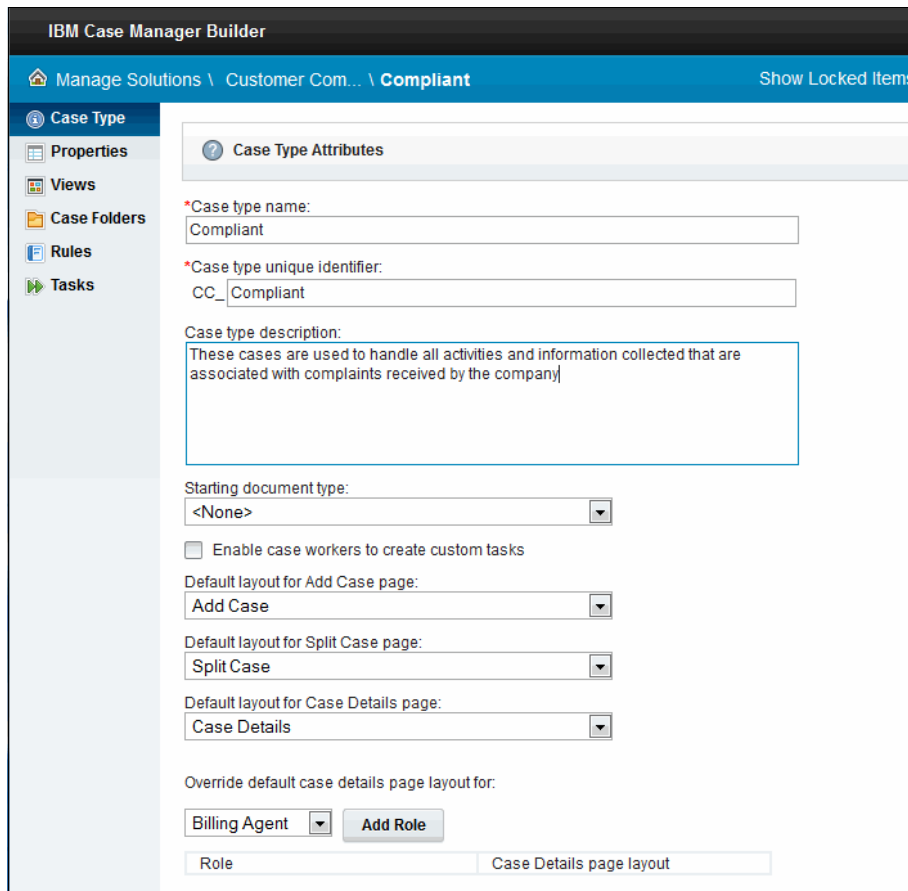 IBM Case Manager Builder
Manage Solutions \ Customer Com... \ Compliant
Show Locked Items
Case Type
Properties
Views
Case Folders
Rules
Tasks
Case Type Attributes
*Case type name:
Compliant
*Case type unique identifier:
CC_ Compliant
Case type description:
These cases are used to handle all activities and information collected that are
associated with complaints received by the company
Starting document type:
<None>
Enable case workers to create custom tasks
Default layout for Add Case page:
Add Case
Default layout for Split Case page:
Split Case
Default layout for Case Details page:
Case Details
Override default case details page layout for:
Billing Agent Add Role
Role Case Details page layout